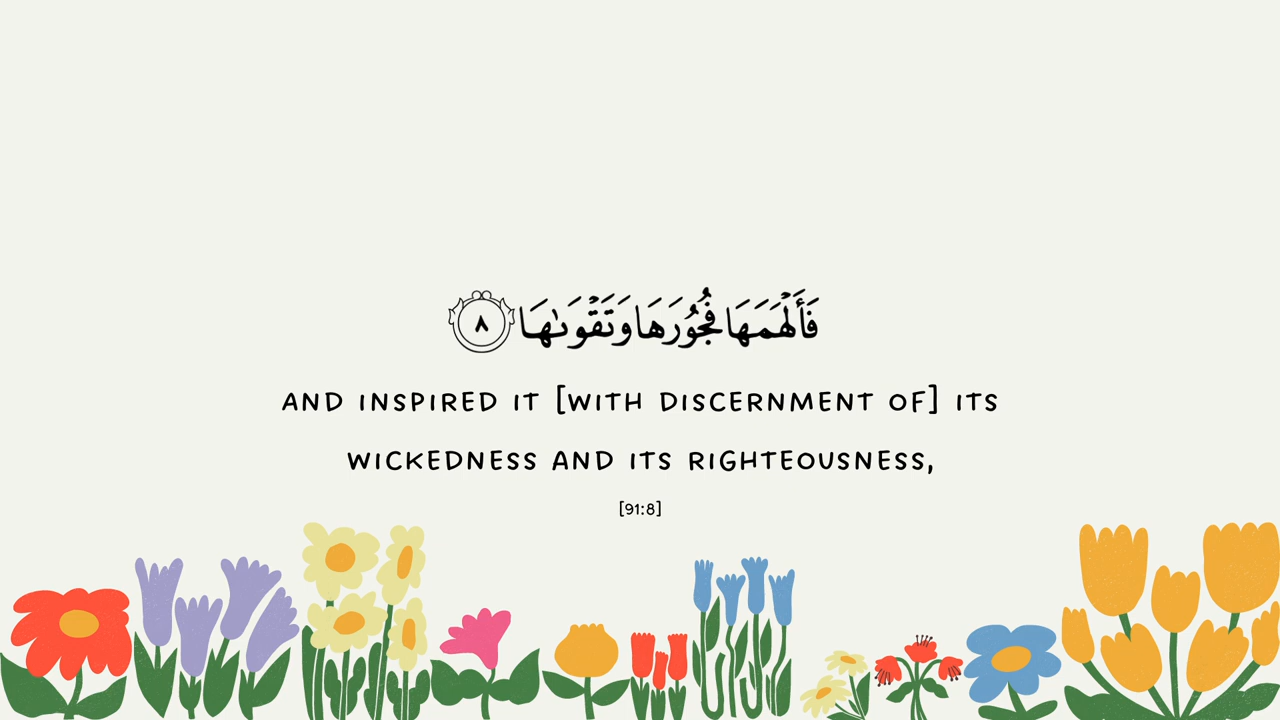 فَأَلْهَمَهَا فُجُورَهَا وَتَقْوَىٰهَا ٨
AND INSPIRED IT [WITH DISCERNMENT OF] ITS
WICKEDNESS AND ITS RIGHTEOUSNESS,
[91:8]